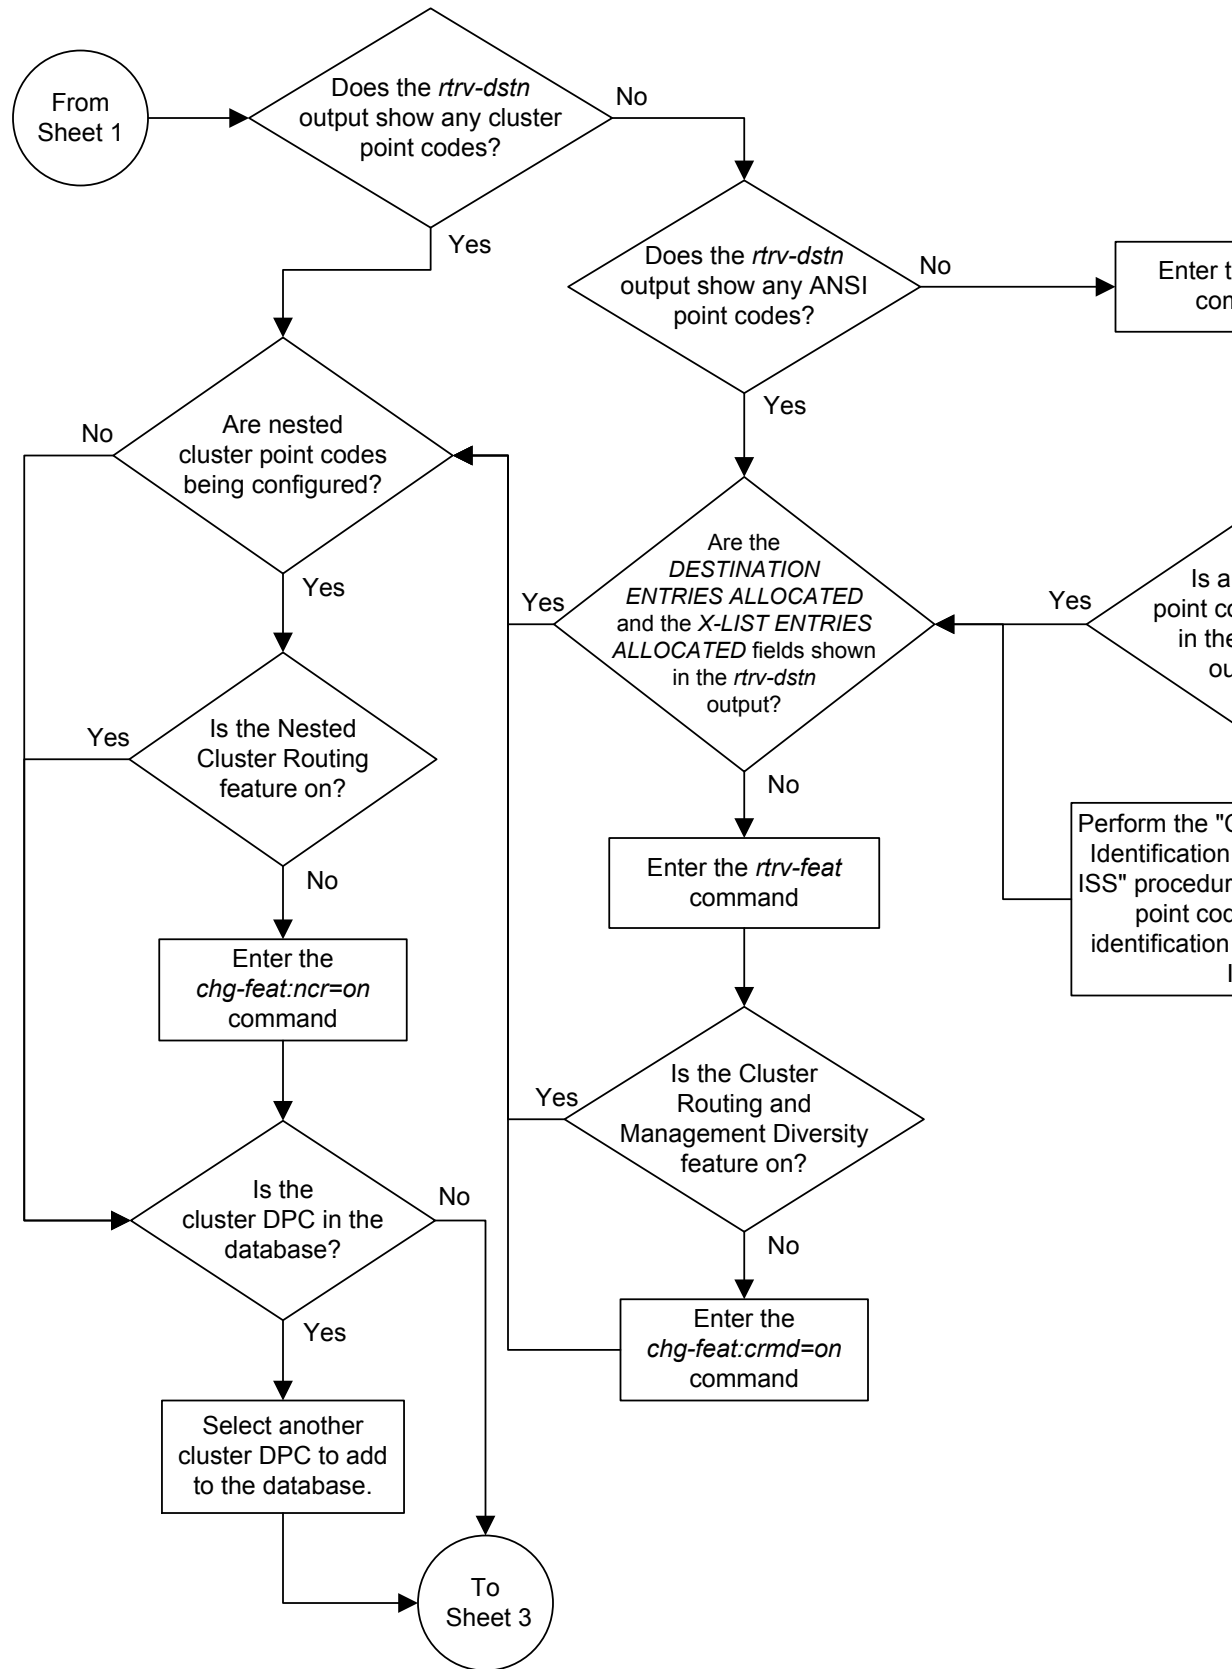 From
Sheet 1
Does the rtrv-dstn
output show any cluster
point codes?
No
Yes
Does the rtrv-dstn
output show any ANSI
point codes?
No
Yes
Enter
Are nested
cluster point codes
being configured?
No
Yes
Are the
DESTINATION
ENTRIES ALLOCATED
and the X-LIST ENTRIES
ALLOCATED fields shown
in the rtrv-dstn
output?
Yes
No
Yes
Is a
point
in the
Is the Nested
Cluster Routing
feature on?
Yes
No
Enter the rtrv-feat
command
Perform the
Identification
ISS"
point
identification
Enter the
chg-feat:ncr=on
command
Is the Cluster
Routing and
Management Diversity
feature on?
Yes
No
Is the
cluster DPC in the
database?
No
Yes
Enter the
chg-feat:crmd=on
command
Select another
cluster DPC to add
to the database.
To
Sheet 3